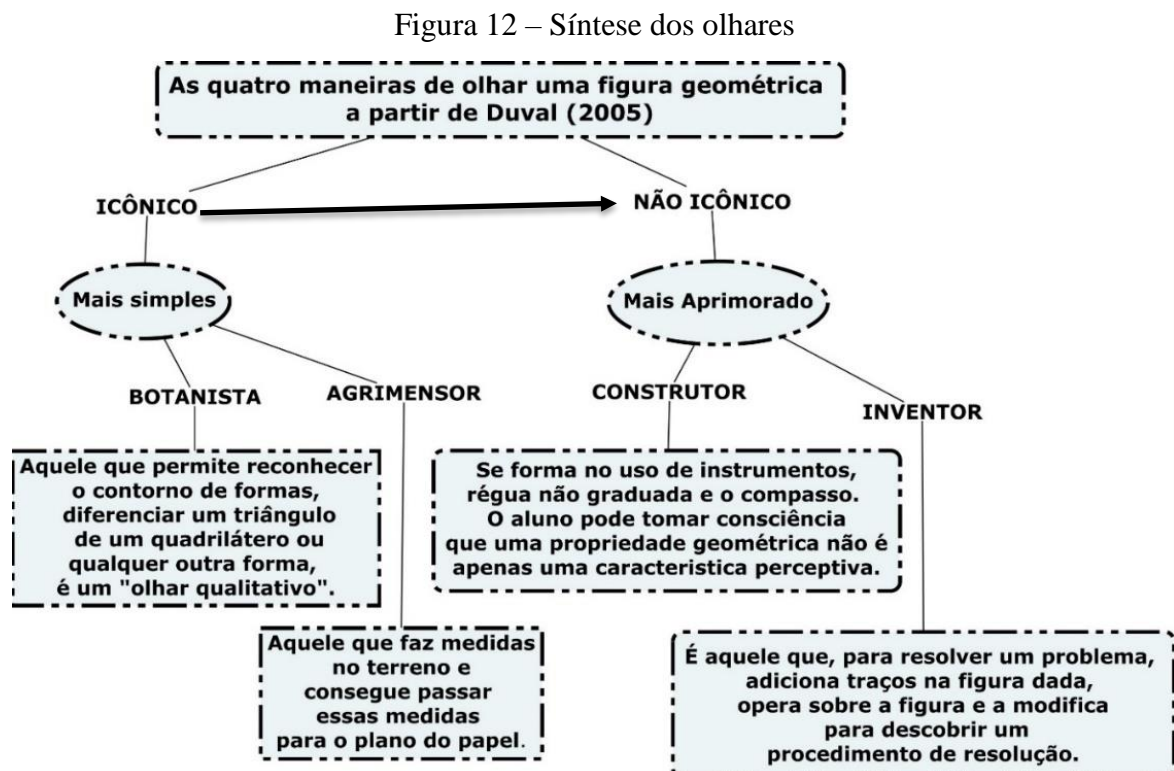 Figura 12 – Síntese dos olhares
As quatro maneiras de olhar uma figura geométrica
a partir de Duval (2005)
ICÔNICO
NÃO ICÔNICO
Mais simples
Mais Aprimorado
BOTANISTA
AGRIMENSOR
CONSTRUTOR
INVENTOR
Aquele que permite reconhecer
o contorno de formas,
diferenciar um triângulo
de um quadrilátero ou
qualquer outra forma,
é um "olhar qualitativo".
Aquele que faz medidas
no terreno e
consegue passar
essas medidas
para o plano do papel.
Se forma no uso de instrumentos,
régua não graduada e o compasso.
O aluno pode tomar consciência
que uma propriedade geométrica não é
apenas uma caracteristica perceptiva.
É aquele que, para resolver um problema,
adiciona traços na figura dada,
opera sobre a figura e a modifica
para descobrir um
procedimento de resolução.